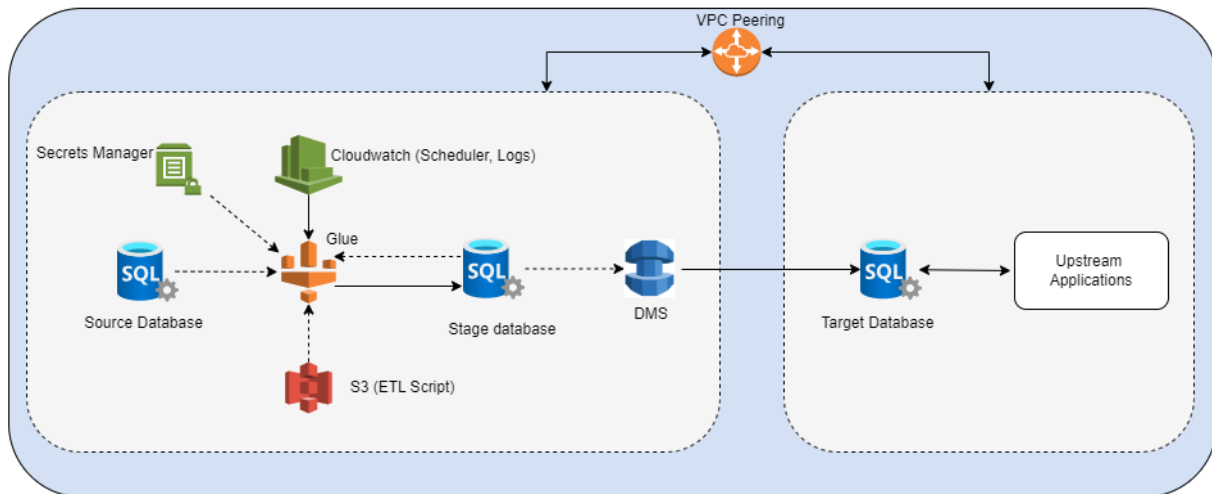 VPC Peering
Secrets Manager
Cloudwatch (Scheduler, Logs)
Glue
SQL
Source Database
SQL
Stage database
DMS
SQL
Target Database
Upstream
Applications
S3 (ETL Script)